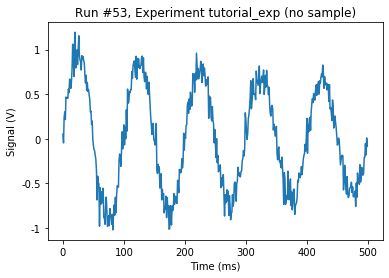 Run #53, Experiment tutorial_exp (no sample)
Signal (V)
1
0.5
0
-0.5
-1
0 100 200 300 400 500
Time (ms)